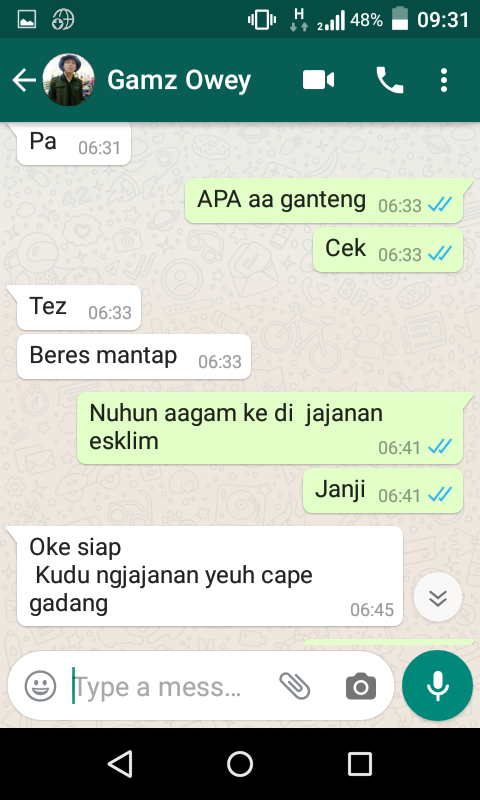 H 2 48% 09:31
Gamz Owey
Pa 06:31
APA aa ganteng 06:33
Cek 06:33
Tez 06:33
Beres mantap 06:33
Nuhun aagam ke di jajanan
esklim 06:41
Janji 06:41
Oke siap
Kudu ngjajanan yeuh cape
gadang 06:45
Type a mess...